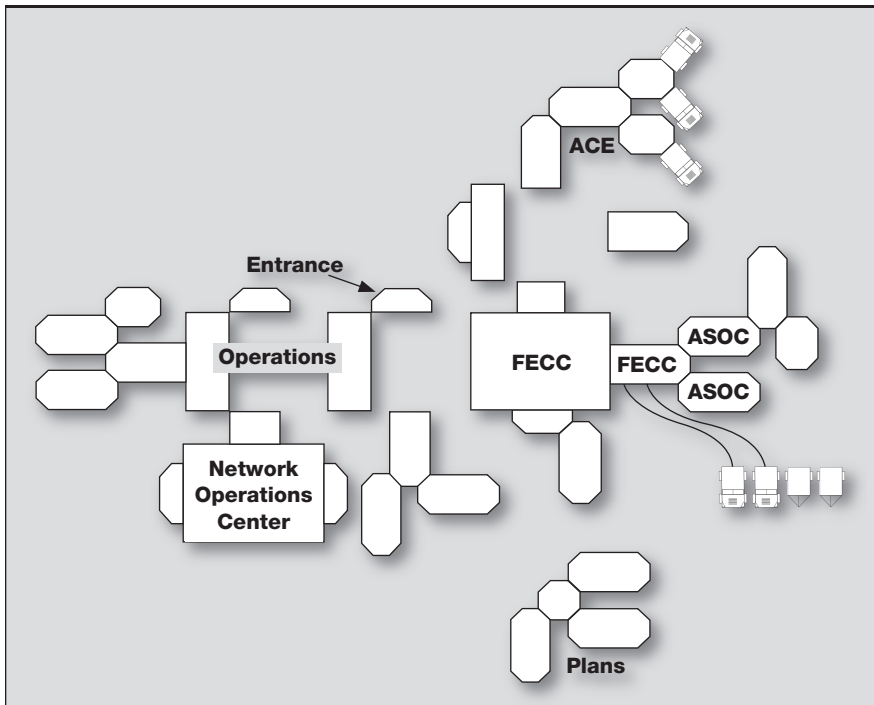 ACE
Entrance
Operations
FECC
FECC
ASOC
ASOC
Network
Operations
Center
Plans